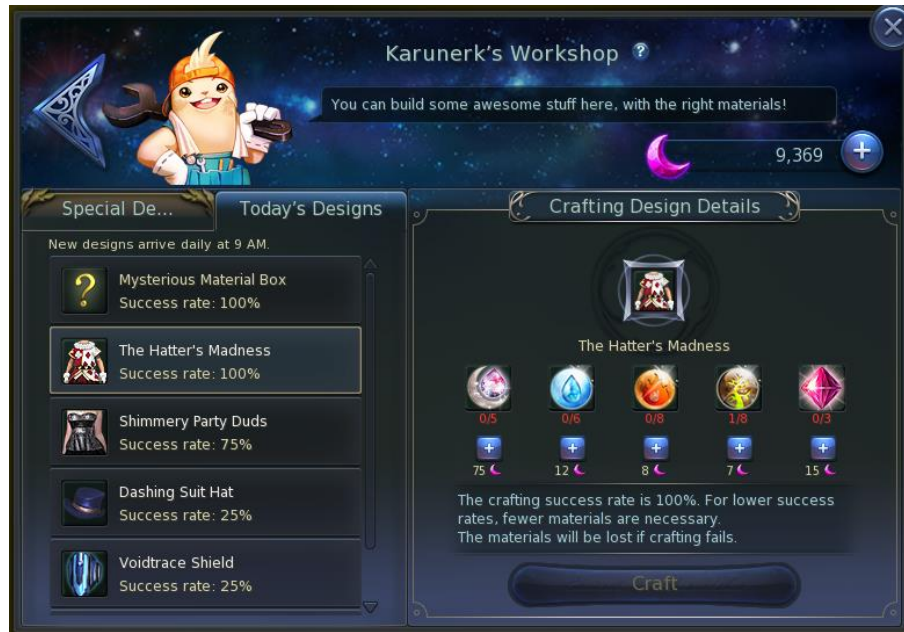 Karunerk's Workshop ?
You can build some awesome stuff here, with the right materials!
9,369
Special De...
Today's Designs
New designs arrive daily at 9 AM.
?
Mysterious Material Box
Success rate: 100%
The Hatter's Madness
Success rate: 100%
Shimmery Party Duds
Success rate: 75%
Dashing Suit Hat
Success rate: 25%
Voidtrace Shield
Success rate: 25%
Crafting Design Details
The Hatter's Madness
0/5 0/6 0/8 1/8 0/3
75 12 8 7 15
The crafting success rate is 100%. For lower success
rates, fewer materials are necessary.
The materials will be lost if crafting fails.
Craft